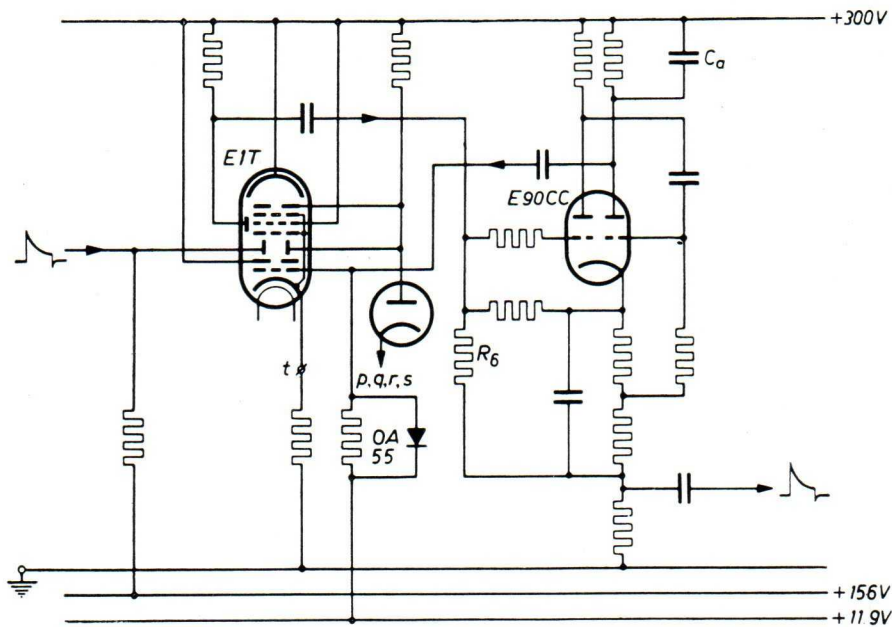 +300V
Ca
E1T
E90CC
t
p,q,r,s
R6
OA
55
+156V
+11.9V